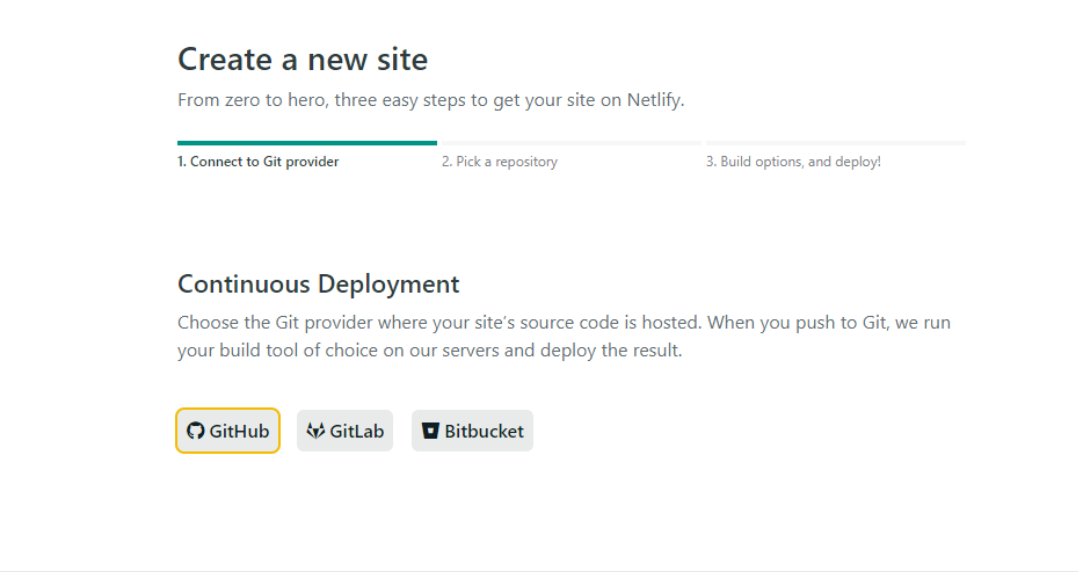 Create a new site
From zero to hero, three easy steps to get your site on Netlify.
1. Connect to Git provider
2. Pick a repository
3. Build options, and deploy!
Continuous Deployment
Choose the Git provider where your site's source code is hosted. When you push to Git, we run
your build tool of choice on our servers and deploy the result.
GitHub
GitLab
Bitbucket